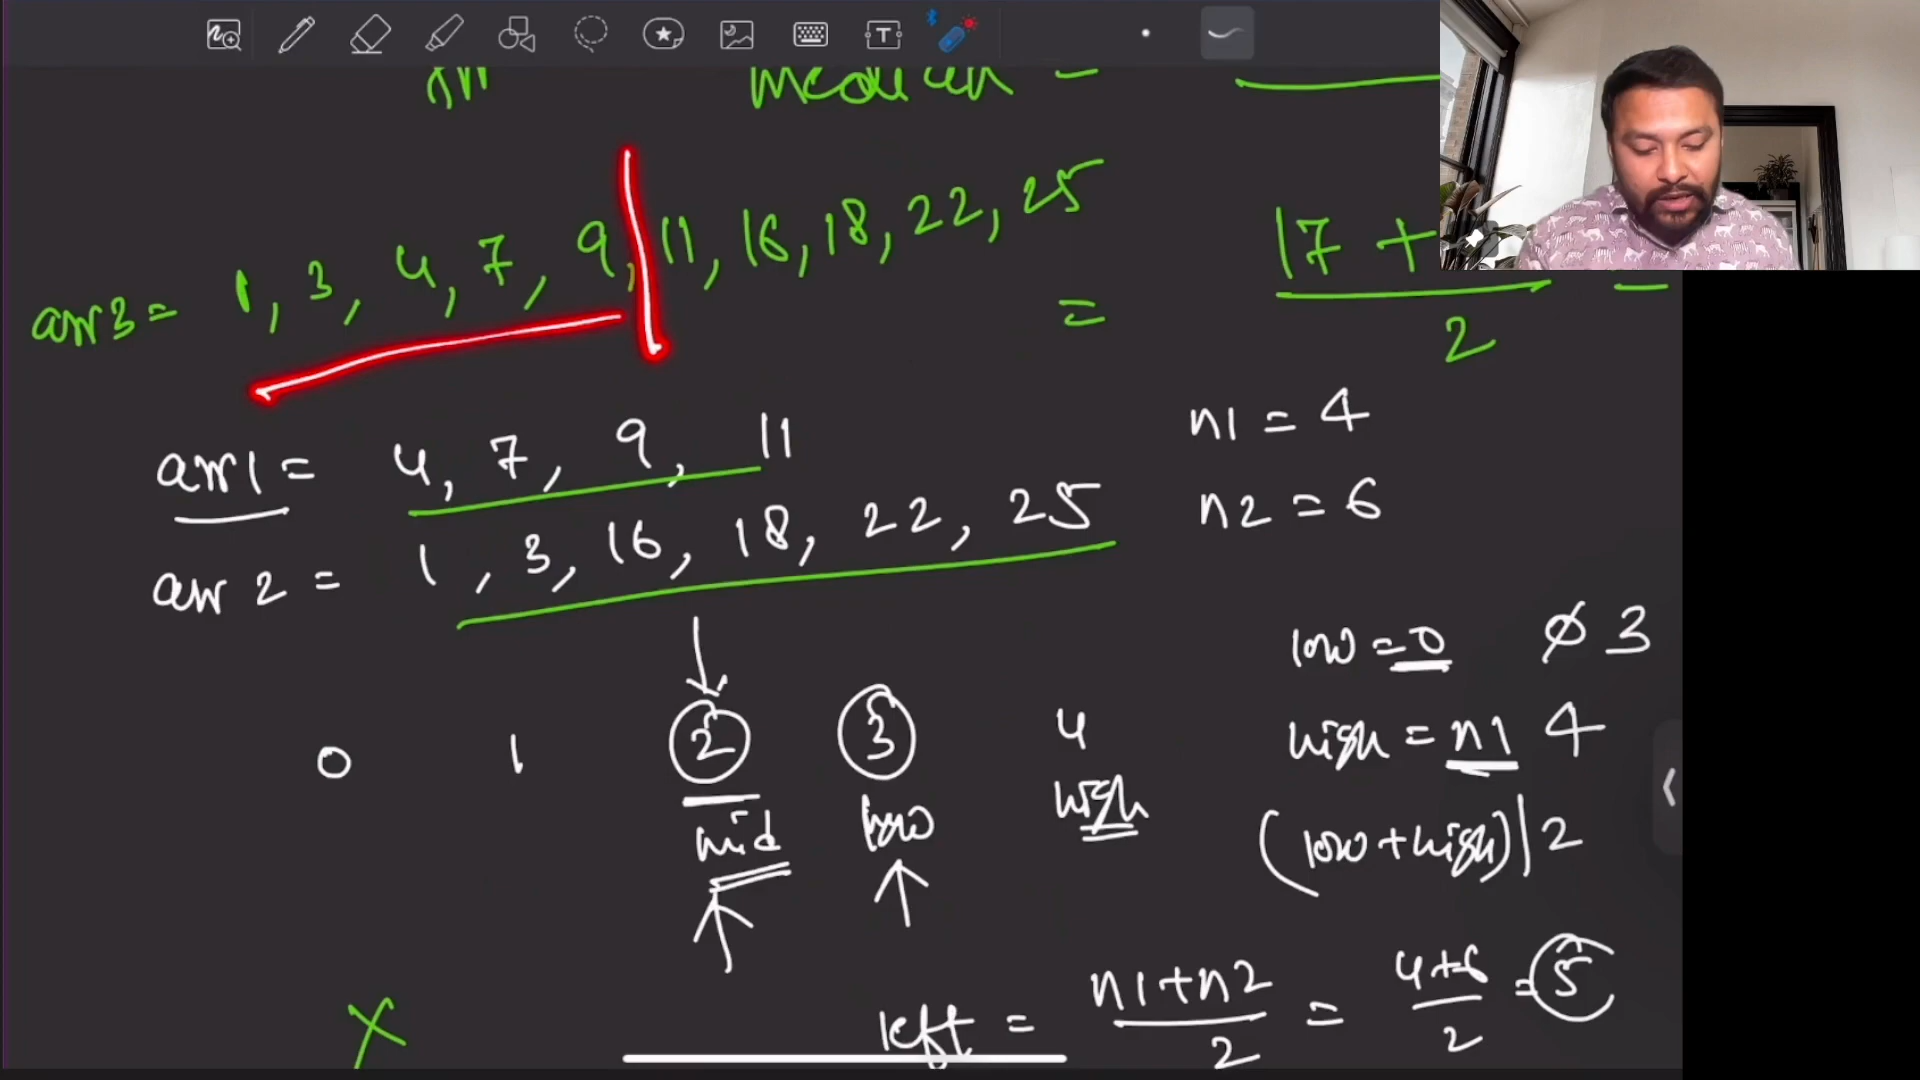 median =
arr3 = 1, 3, 4, 7, 9, 11, 16, 18, 22, 25
= 17 +
2
arr1 = 4, 7, 9, 11
n1 = 4
arr2 = 1, 3, 16, 18, 22, 25
n2 = 6
low = 0 0 3
high = n1 4
0 1 2 3 4
mid low high
(low + high) | 2
left = n1+n2 / 2 = 4+6 / 2 = 5
X
T